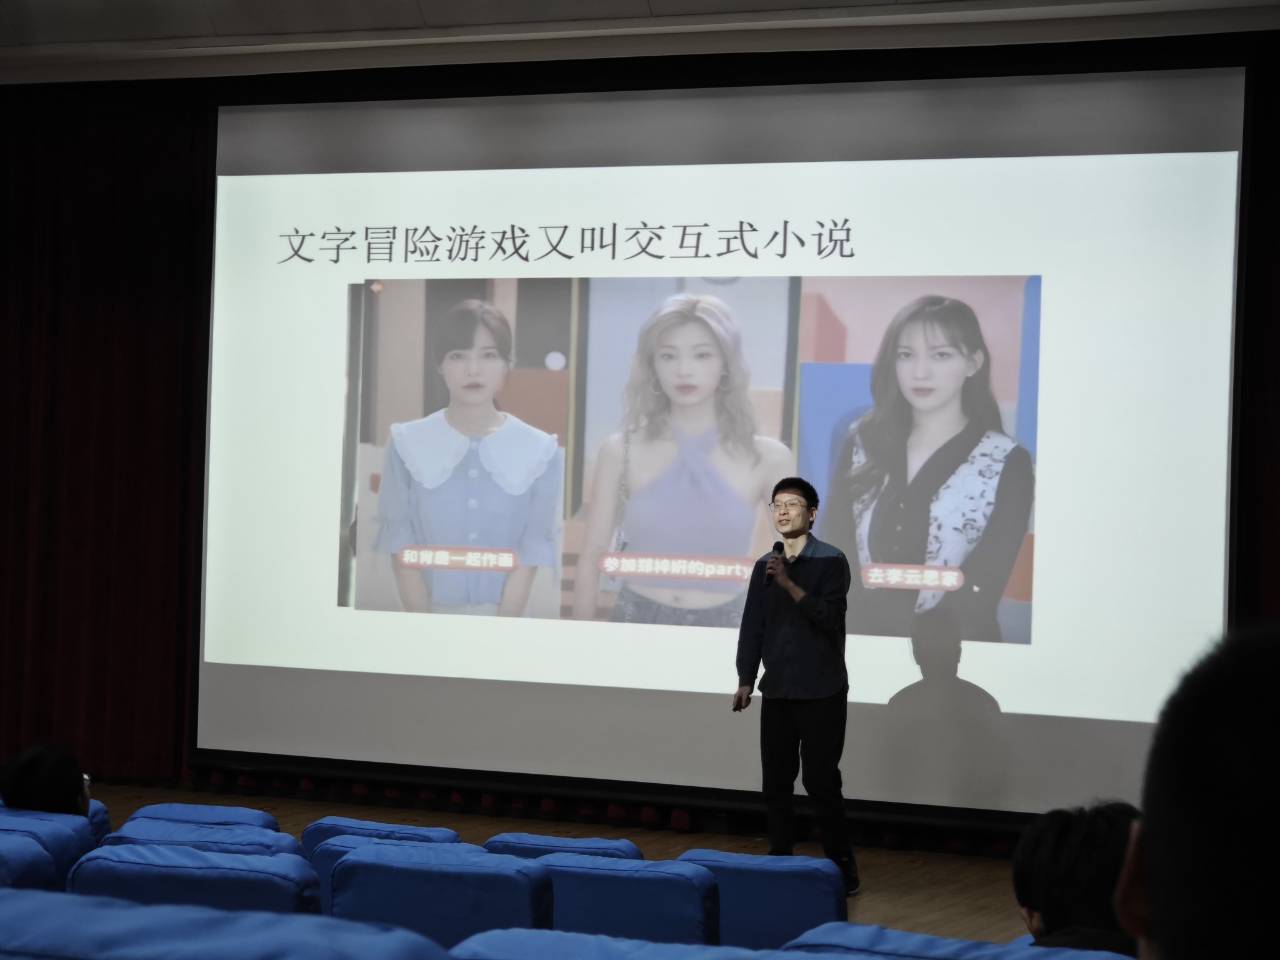 文字冒险游戏又叫交互式小说
和肖鹿一起作画
参加郑梓妍的party
去李云思家